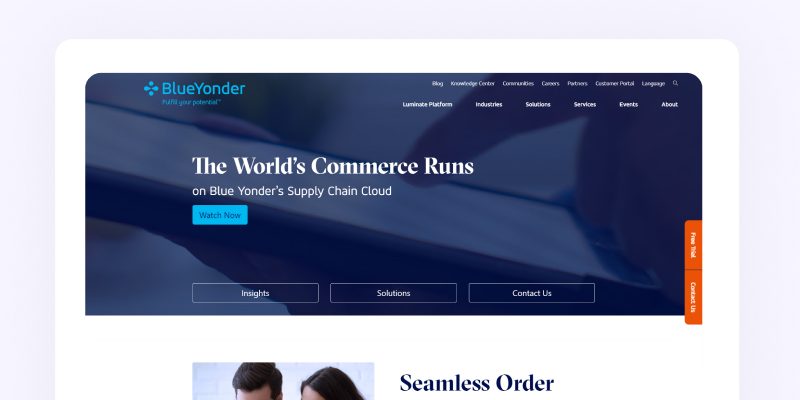 BlueYonder
Fulfill your potential™
Blog Knowledge Center Communities Careers Partners Customer Portal Language
Luminate Platform Industries Solutions Services Events About
The World's Commerce Runs
on Blue Yonder's Supply Chain Cloud
Watch Now
Free Trial
Contact Us
Insights Solutions Contact Us
Seamless Order